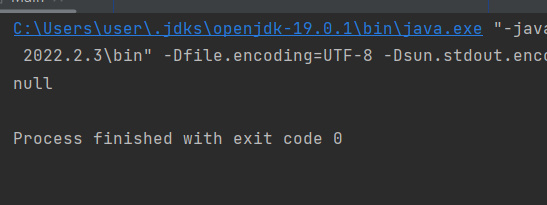 C:\Users\user\.jdks\openjdk-19.0.1\bin\java.exe "-java
2022.2.3\bin" -Dfile.encoding=UTF-8 -Dsun.stdout.enc
null
Process finished with exit code 0